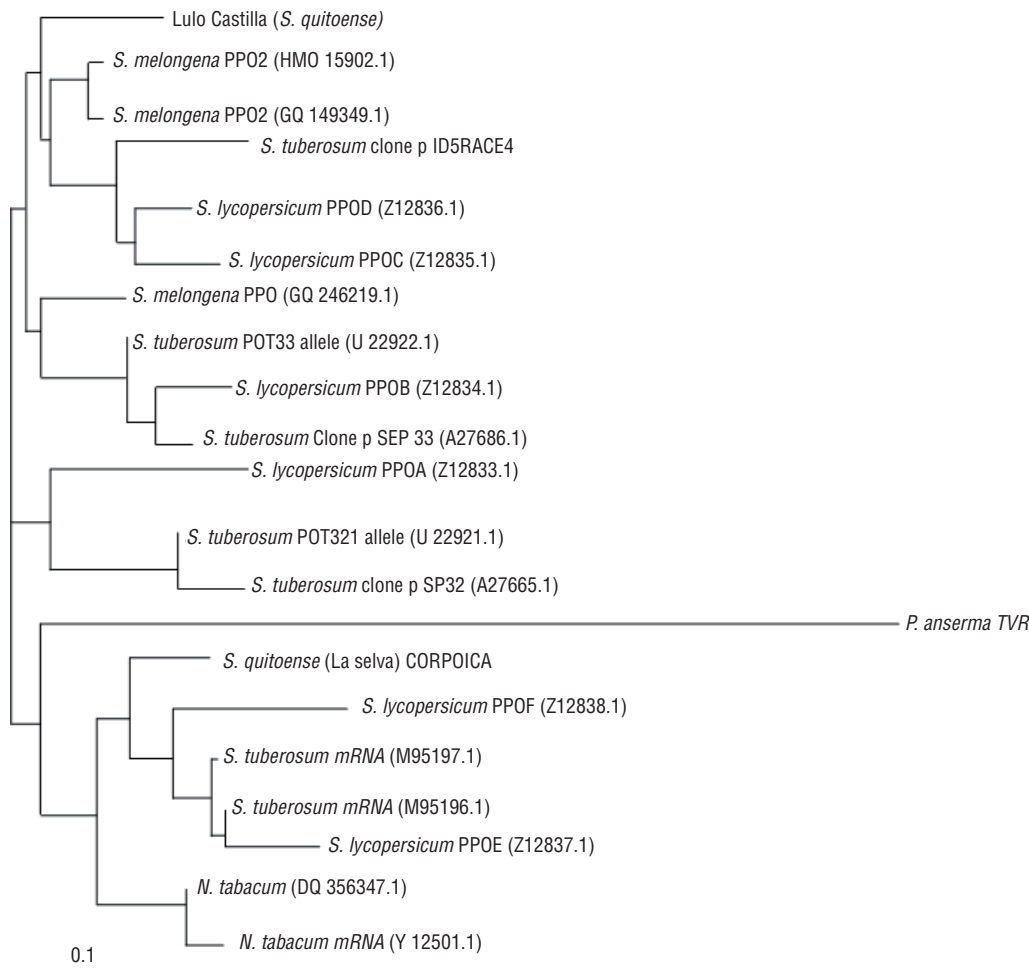 Lulo Castilla (S. quitoense)
S. melongena PPO2 (HMO 15902.1)
S. melongena PPO2 (GQ 149349.1)
S. tuberosum clone p ID5RACE4
S. lycopersicum PPOD (Z12836.1)
S. lycopersicum PPOC (Z12835.1)
S. melongena PPO (GQ 246219.1)
S. tuberosum POT33 allele (U 22922.1)
S. lycopersicum PPOB (Z12834.1)
S. tuberosum Clone p SEP 33 (A27686.1)
S. lycopersicum PPOA (Z12833.1)
S. tuberosum POT321 allele (U 22921.1)
S. tuberosum clone p SP32 (A27665.1)
P. anserma TVR
S. quitoense (La selva) CORPOICA
S. lycopersicum PPOF (Z12838.1)
S. tuberosum mRNA (M95197.1)
S. tuberosum mRNA (M95196.1)
S. lycopersicum PPOE (Z12837.1)
N. tabacum (DQ 356347.1)
N. tabacum mRNA (Y 12501.1)
0.1